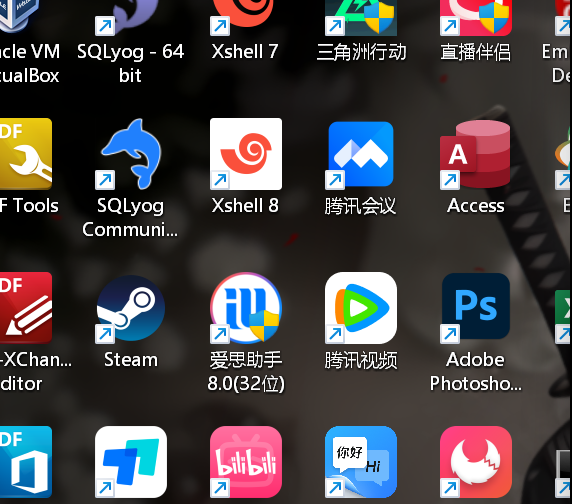 cle VM
tualBox
SQLyog - 64
bit
Xshell 7
三角洲行动
直播伴侣
Em
De
DF
F Tools
SQLyog
Communi...
Xshell 8
腾讯会议
A
Access
E
DF
-XChan...
ditor
Steam
爱思助手
8.0(32位)
腾讯视频
Ps
Adobe
Photosho...
DF
bilibili
你好
Hi